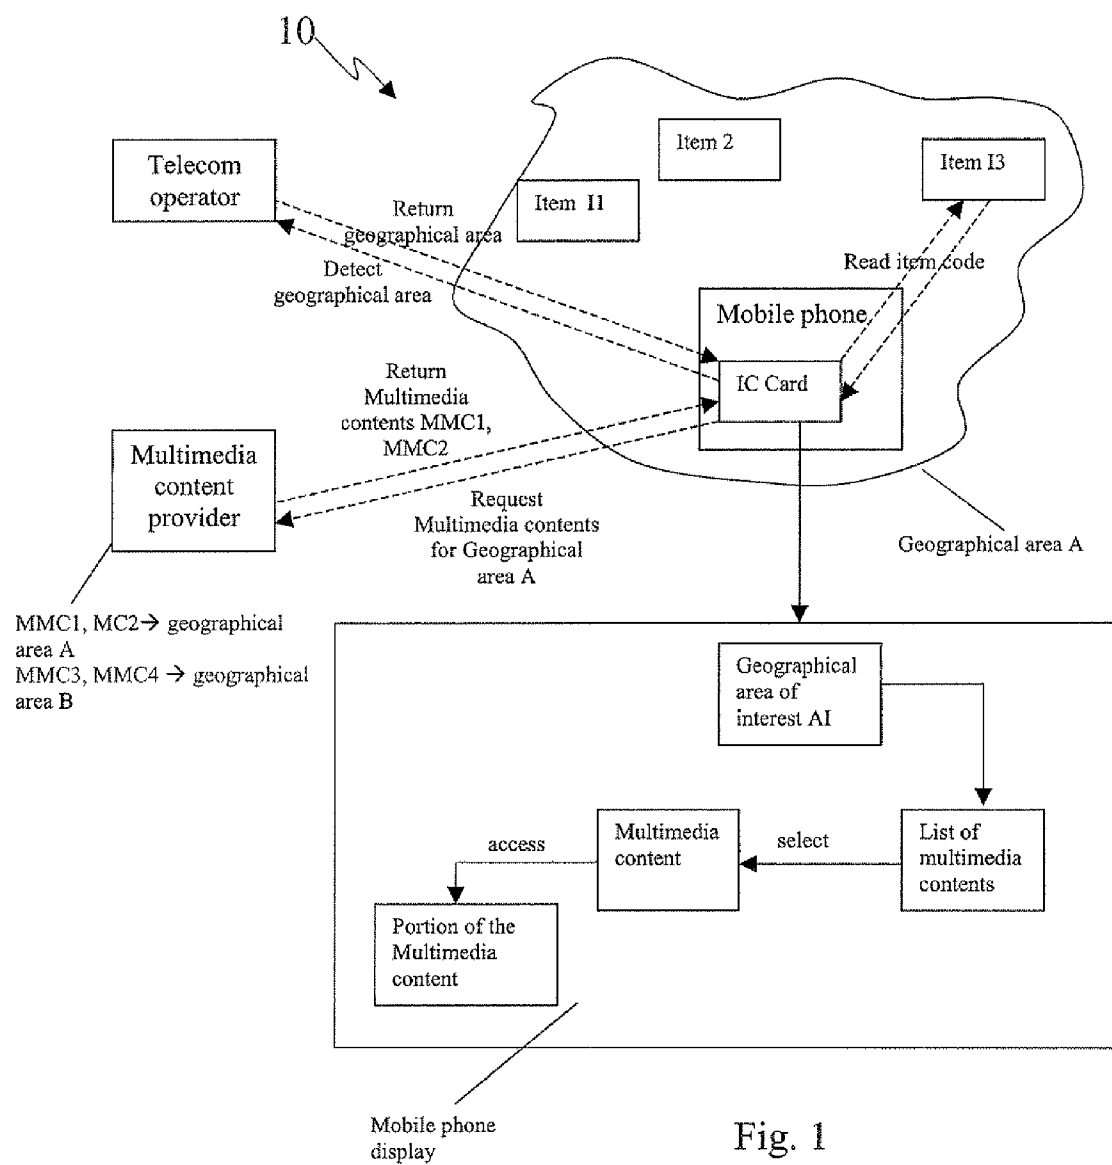 10
Telecom
operator
Item 2
Item I3
Item I1
Return
geographical area
Detect
geographical area
Read item code
Mobile phone
IC Card
Return
Multimedia
contents MMC1,
MMC2
Multimedia
content
provider
Request
Multimedia contents
for Geographical
area A
Geographical area A
MMC1, MC2→ geographical
area A
MMC3, MMC4 → geographical
area B
Geographical
area of
interest AI
List of
multimedia
contents
select
Multimedia
content
access
Portion of the
Multimedia
content
Mobile phone
display
Fig. 1